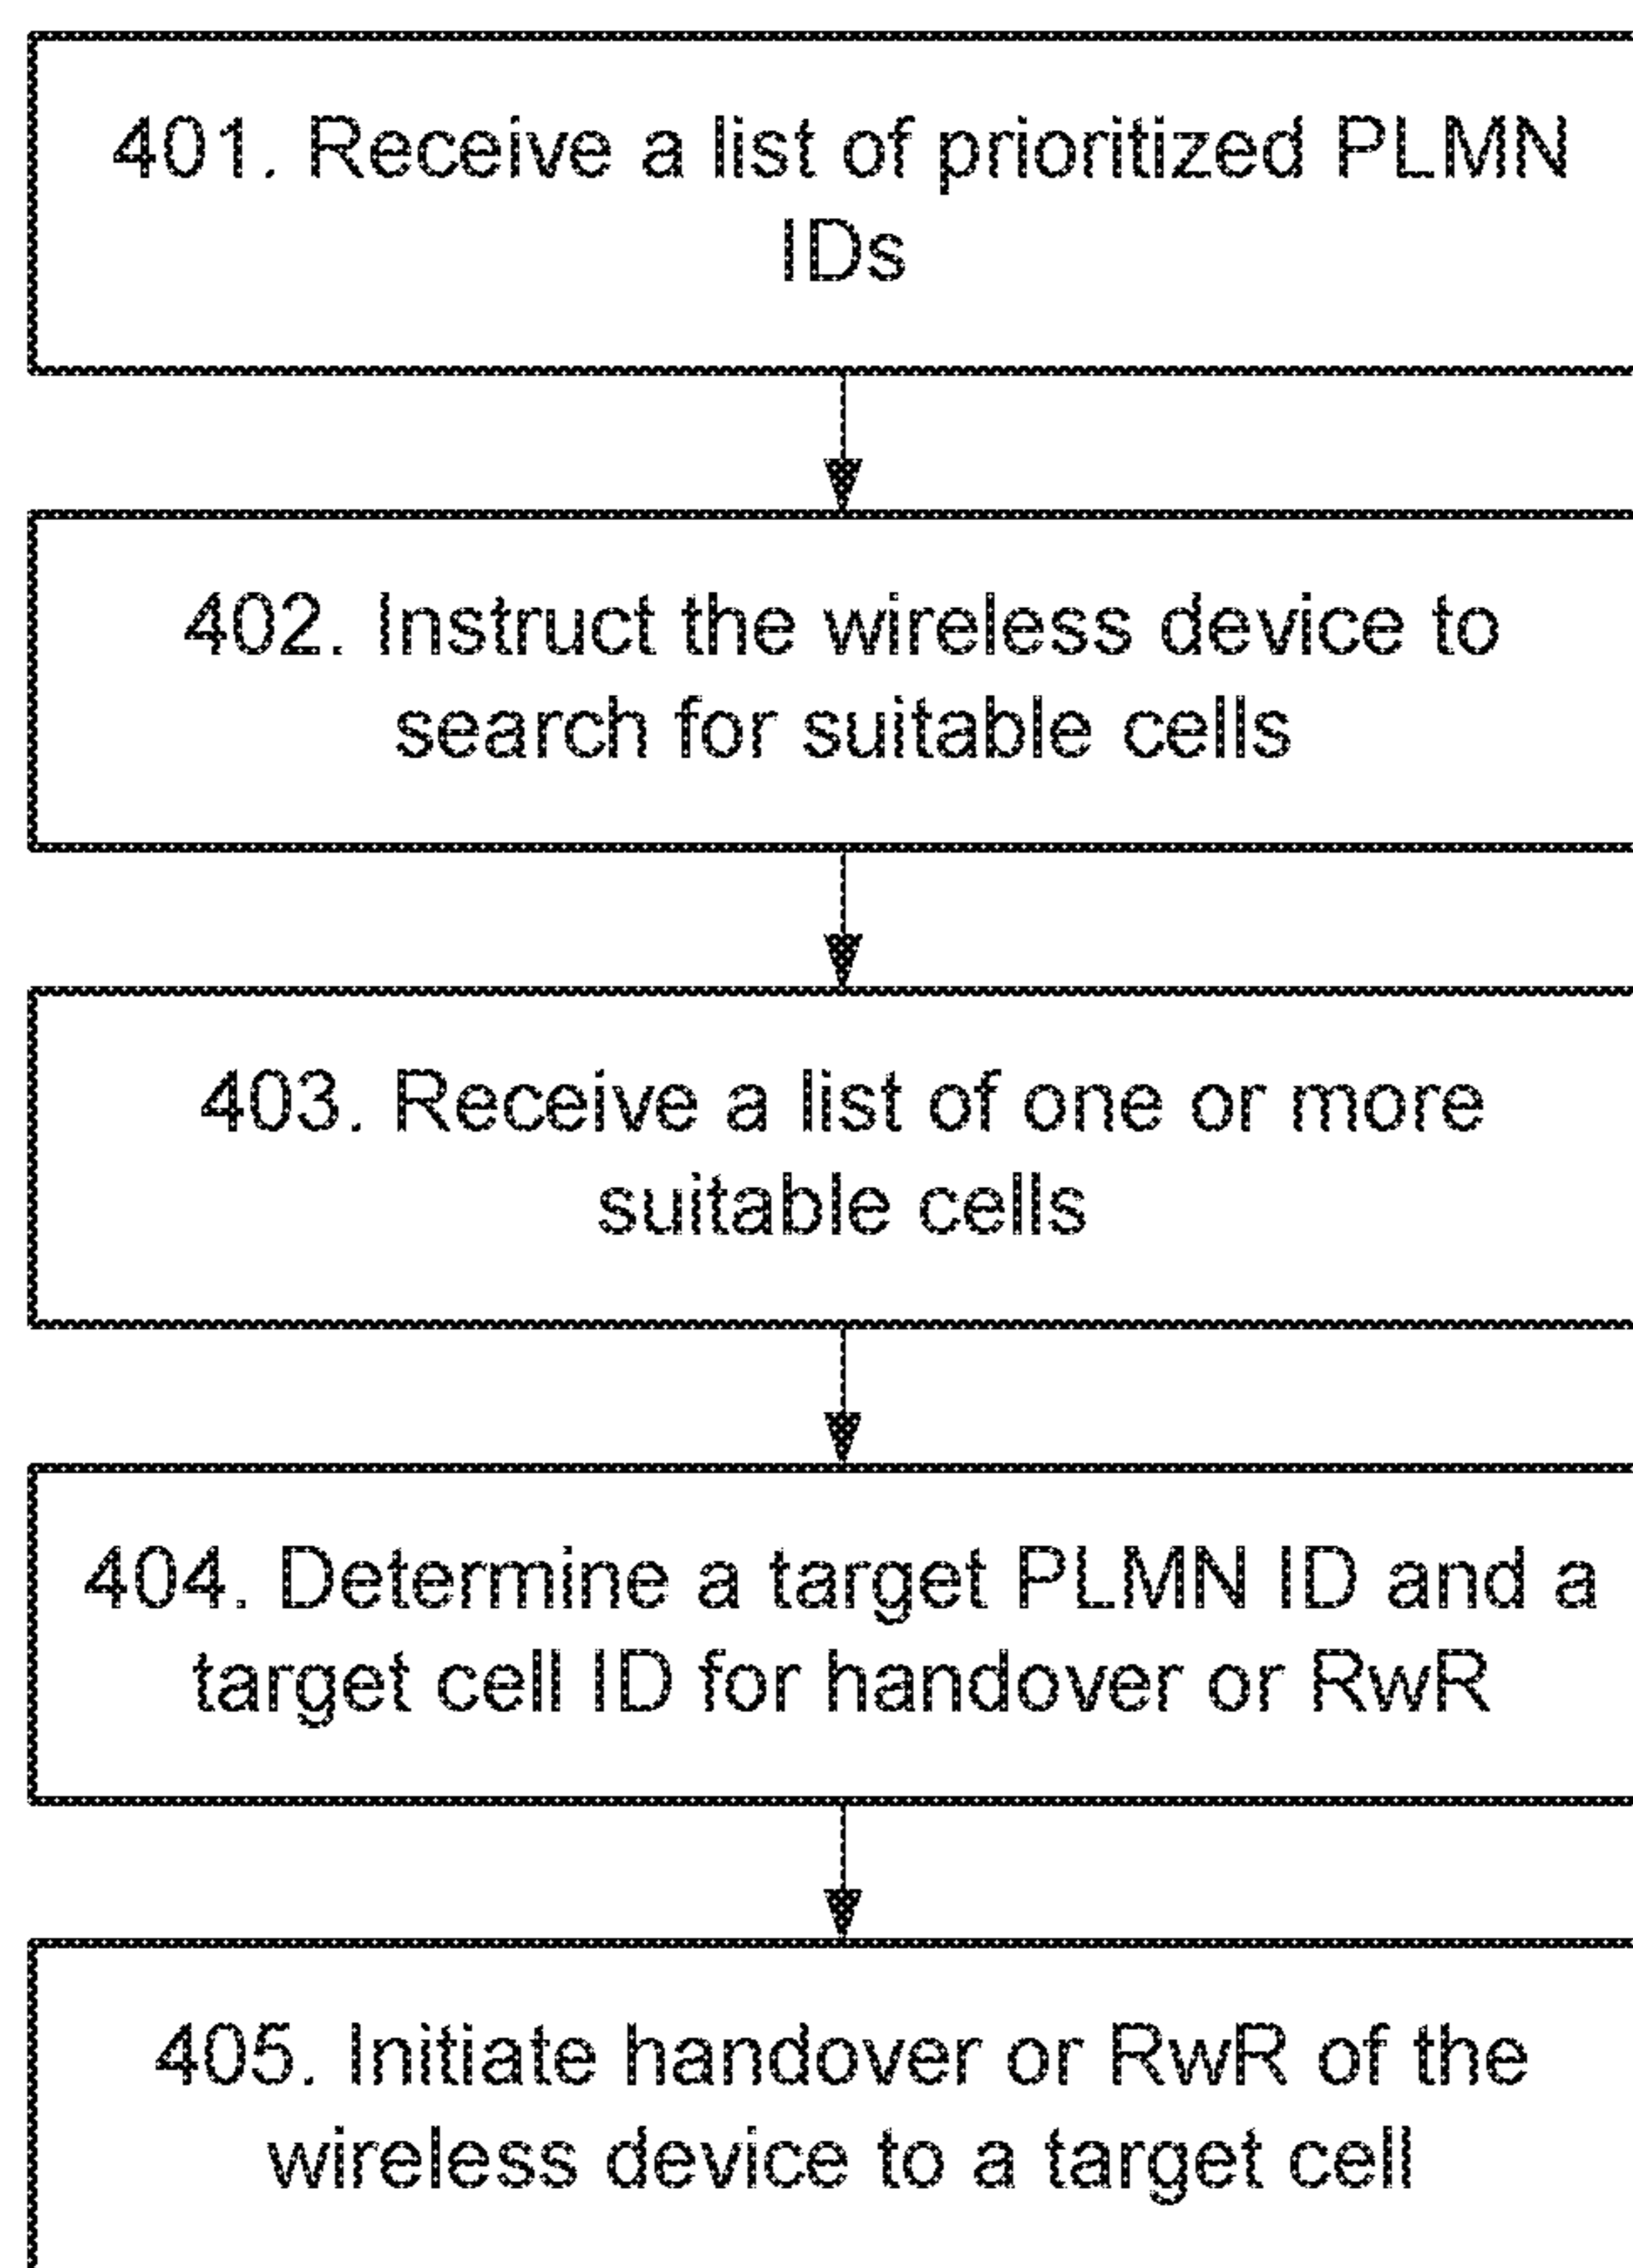 401. Receive a list of prioritized PLMN
IDs
402. Instruct the wireless device to
search for suitable cells
403. Receive a list of one or more
suitable cells
404. Determine a target PLMN ID and a
target cell ID for handover or RwR
405. Initiate handover or RwR of the
wireless device to a target cell